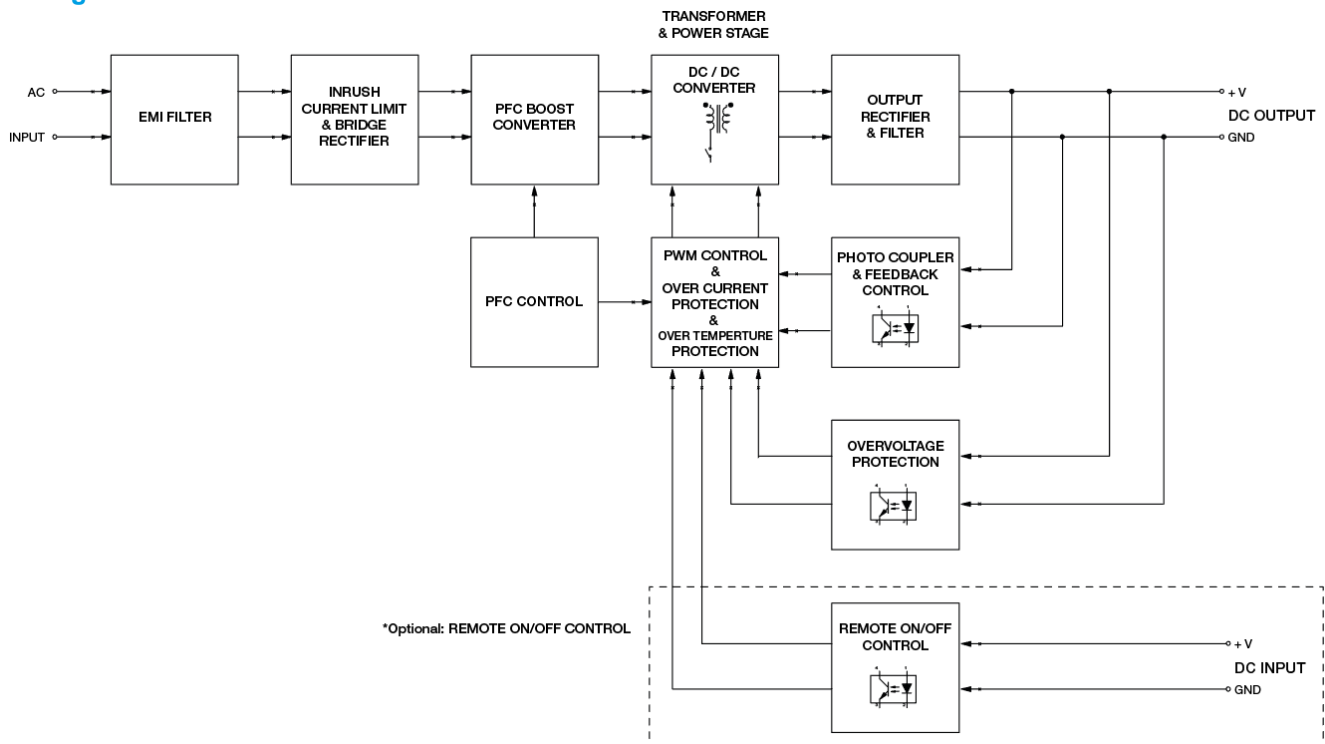 TRANSFORMER
& POWER STAGE
AC
INPUT
EMI FILTER
INRUSH
CURRENT LIMIT
& BRIDGE
RECTIFIER
PFC BOOST
CONVERTER
DC / DC
CONVERTER
OUTPUT
RECTIFIER
& FILTER
+ V
DC OUTPUT
GND
PFC CONTROL
PWM CONTROL
&
OVER CURRENT
PROTECTION
&
OVER TEMPERTURE
PROTECTION
PHOTO COUPLER
& FEEDBACK
CONTROL
OVERVOLTAGE
PROTECTION
*Optional: REMOTE ON/OFF CONTROL
REMOTE ON/OFF
CONTROL
+ V
DC INPUT
GND